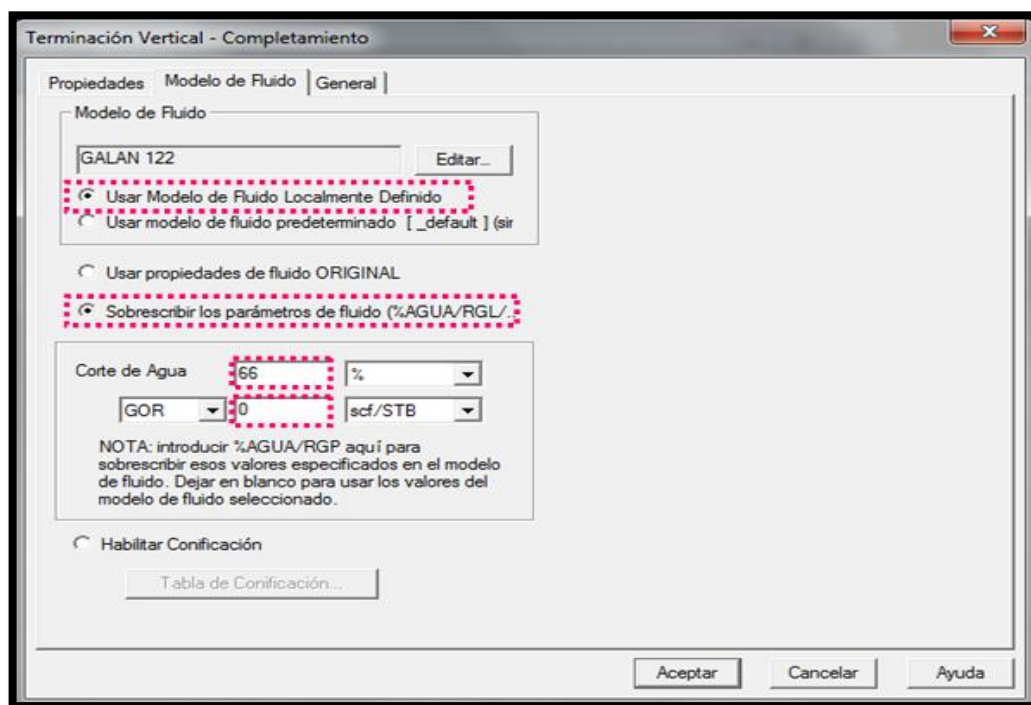 Terminación Vertical - Completamiento
Propiedades Modelo de Fluido General
Modelo de Fluido
GALAN 122 Editar...
Usar Modelo de Fluido Localmente Definido
Usar modelo de fluido predeterminado [ _default ] (sir
Usar propiedades de fluido ORIGINAL
Sobrescribir los parámetros de fluido (%AGUA/RGL/..
Corte de Agua 66 %
GOR 0 scf/STB
NOTA: introducir %AGUA/RGP aquí para
sobrescribir esos valores especificados en el modelo
de fluido. Dejar en blanco para usar los valores del
modelo de fluido seleccionado.
Habilitar Conificación
Tabla de Conificación...
Aceptar Cancelar Ayuda